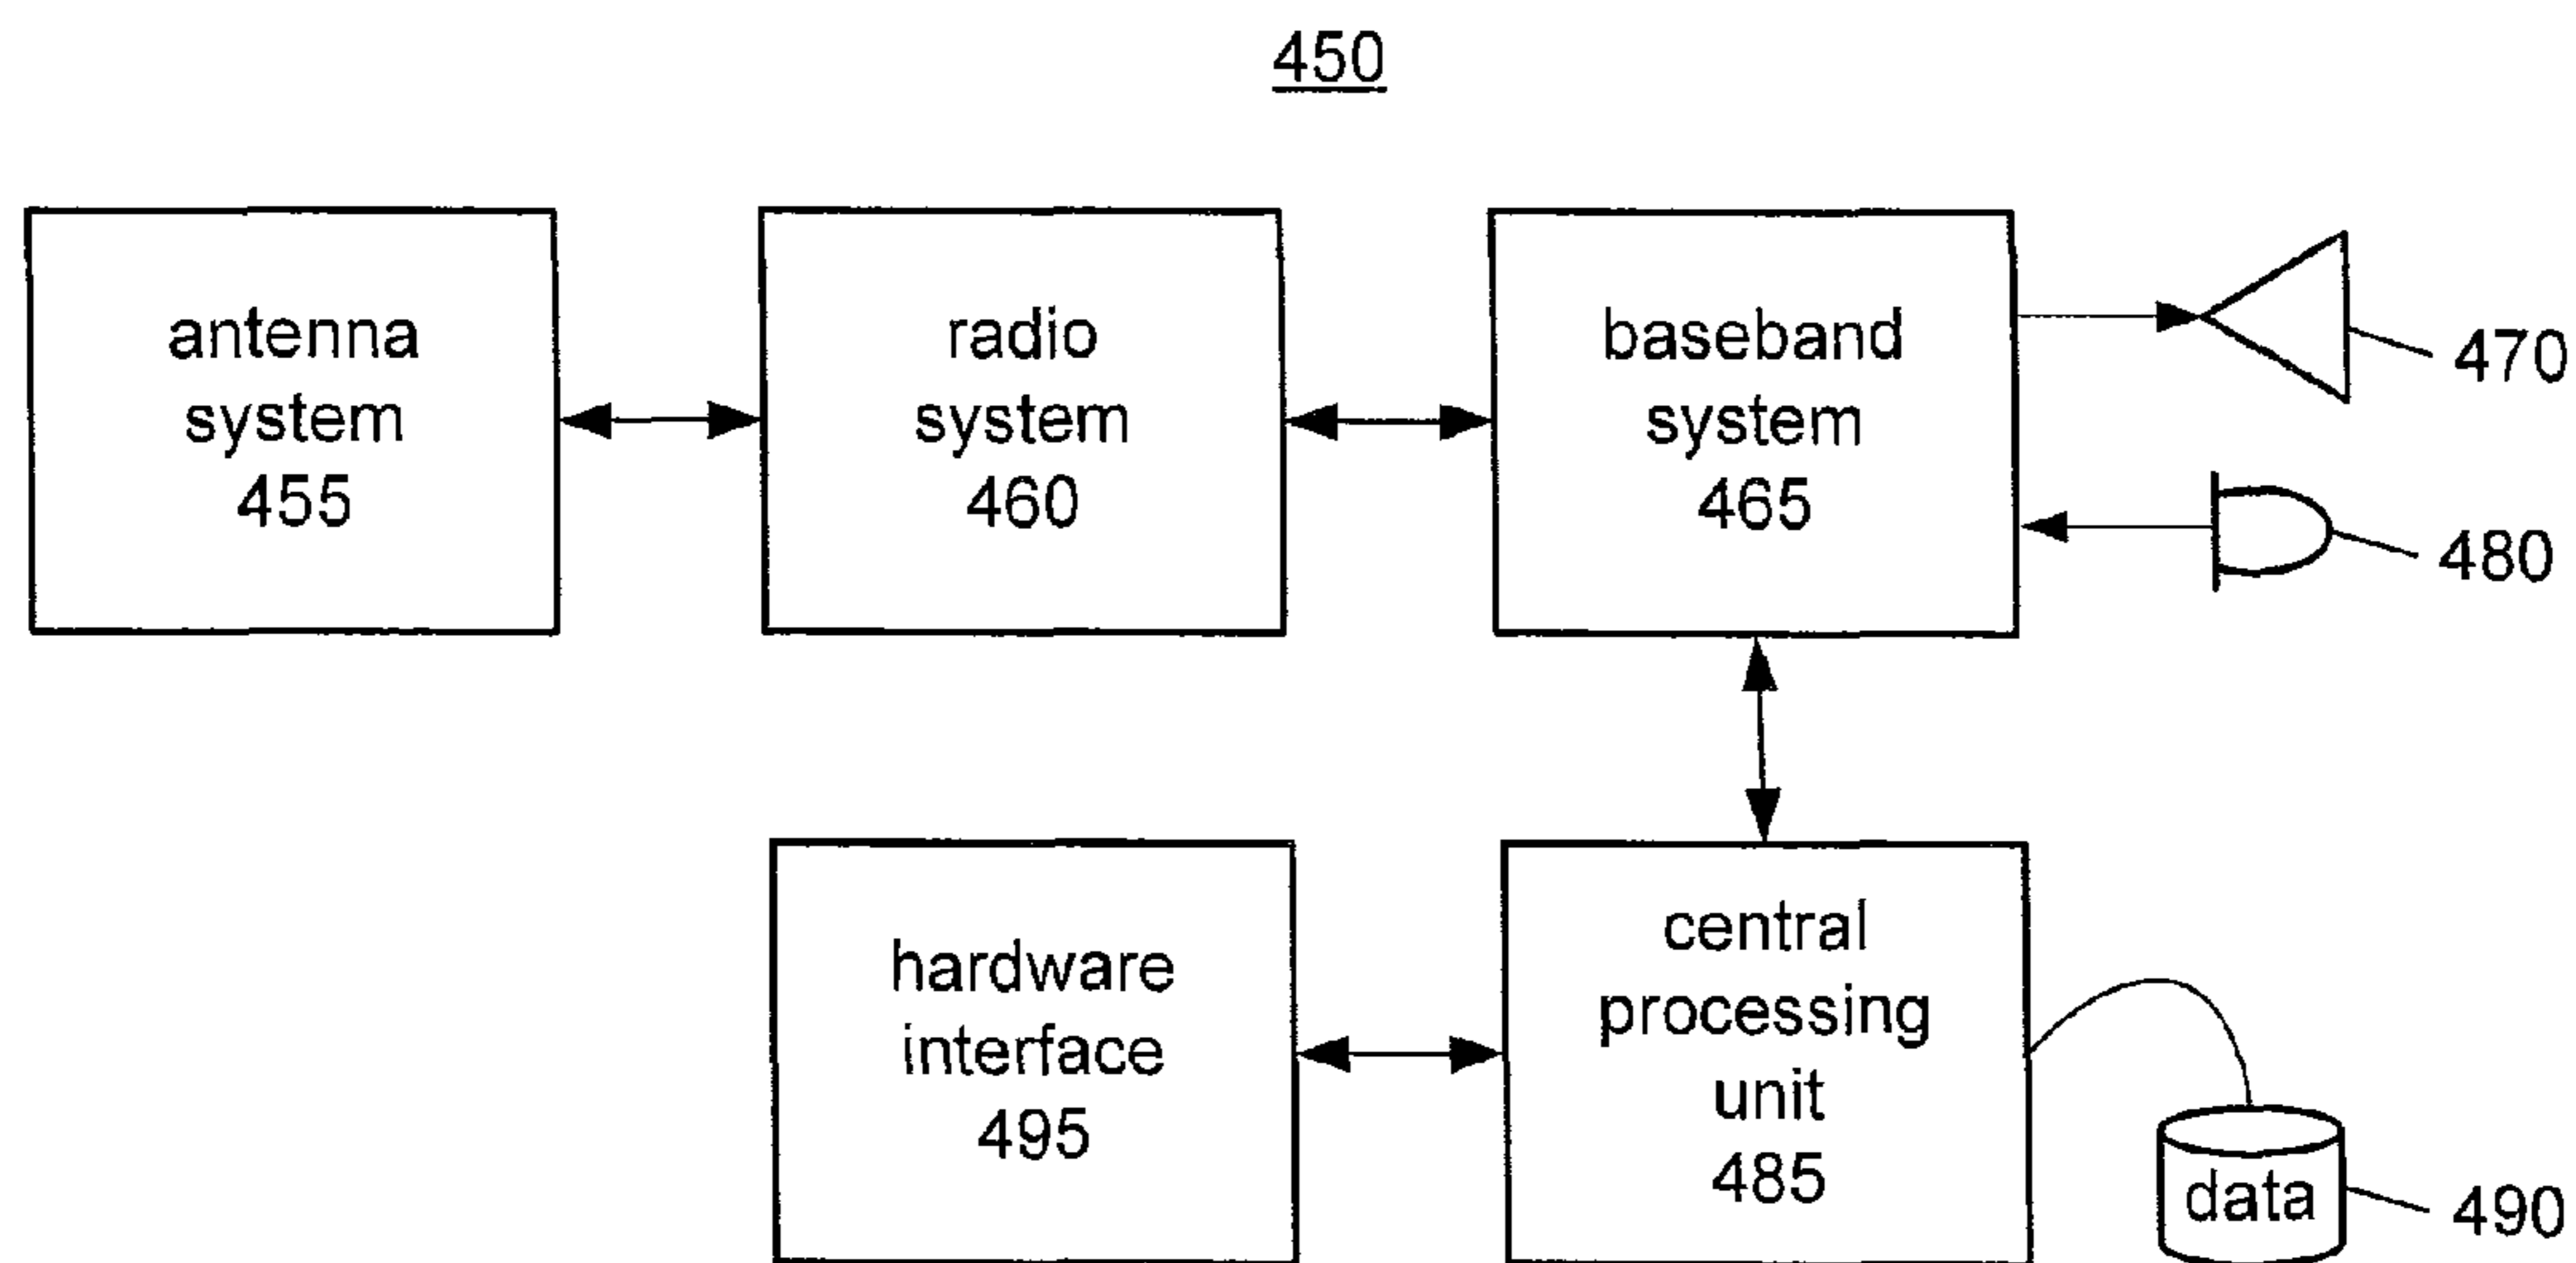 450
antenna
system
455
radio
system
460
baseband
system
465
470
480
hardware
interface
495
central
processing
unit
485
data
490